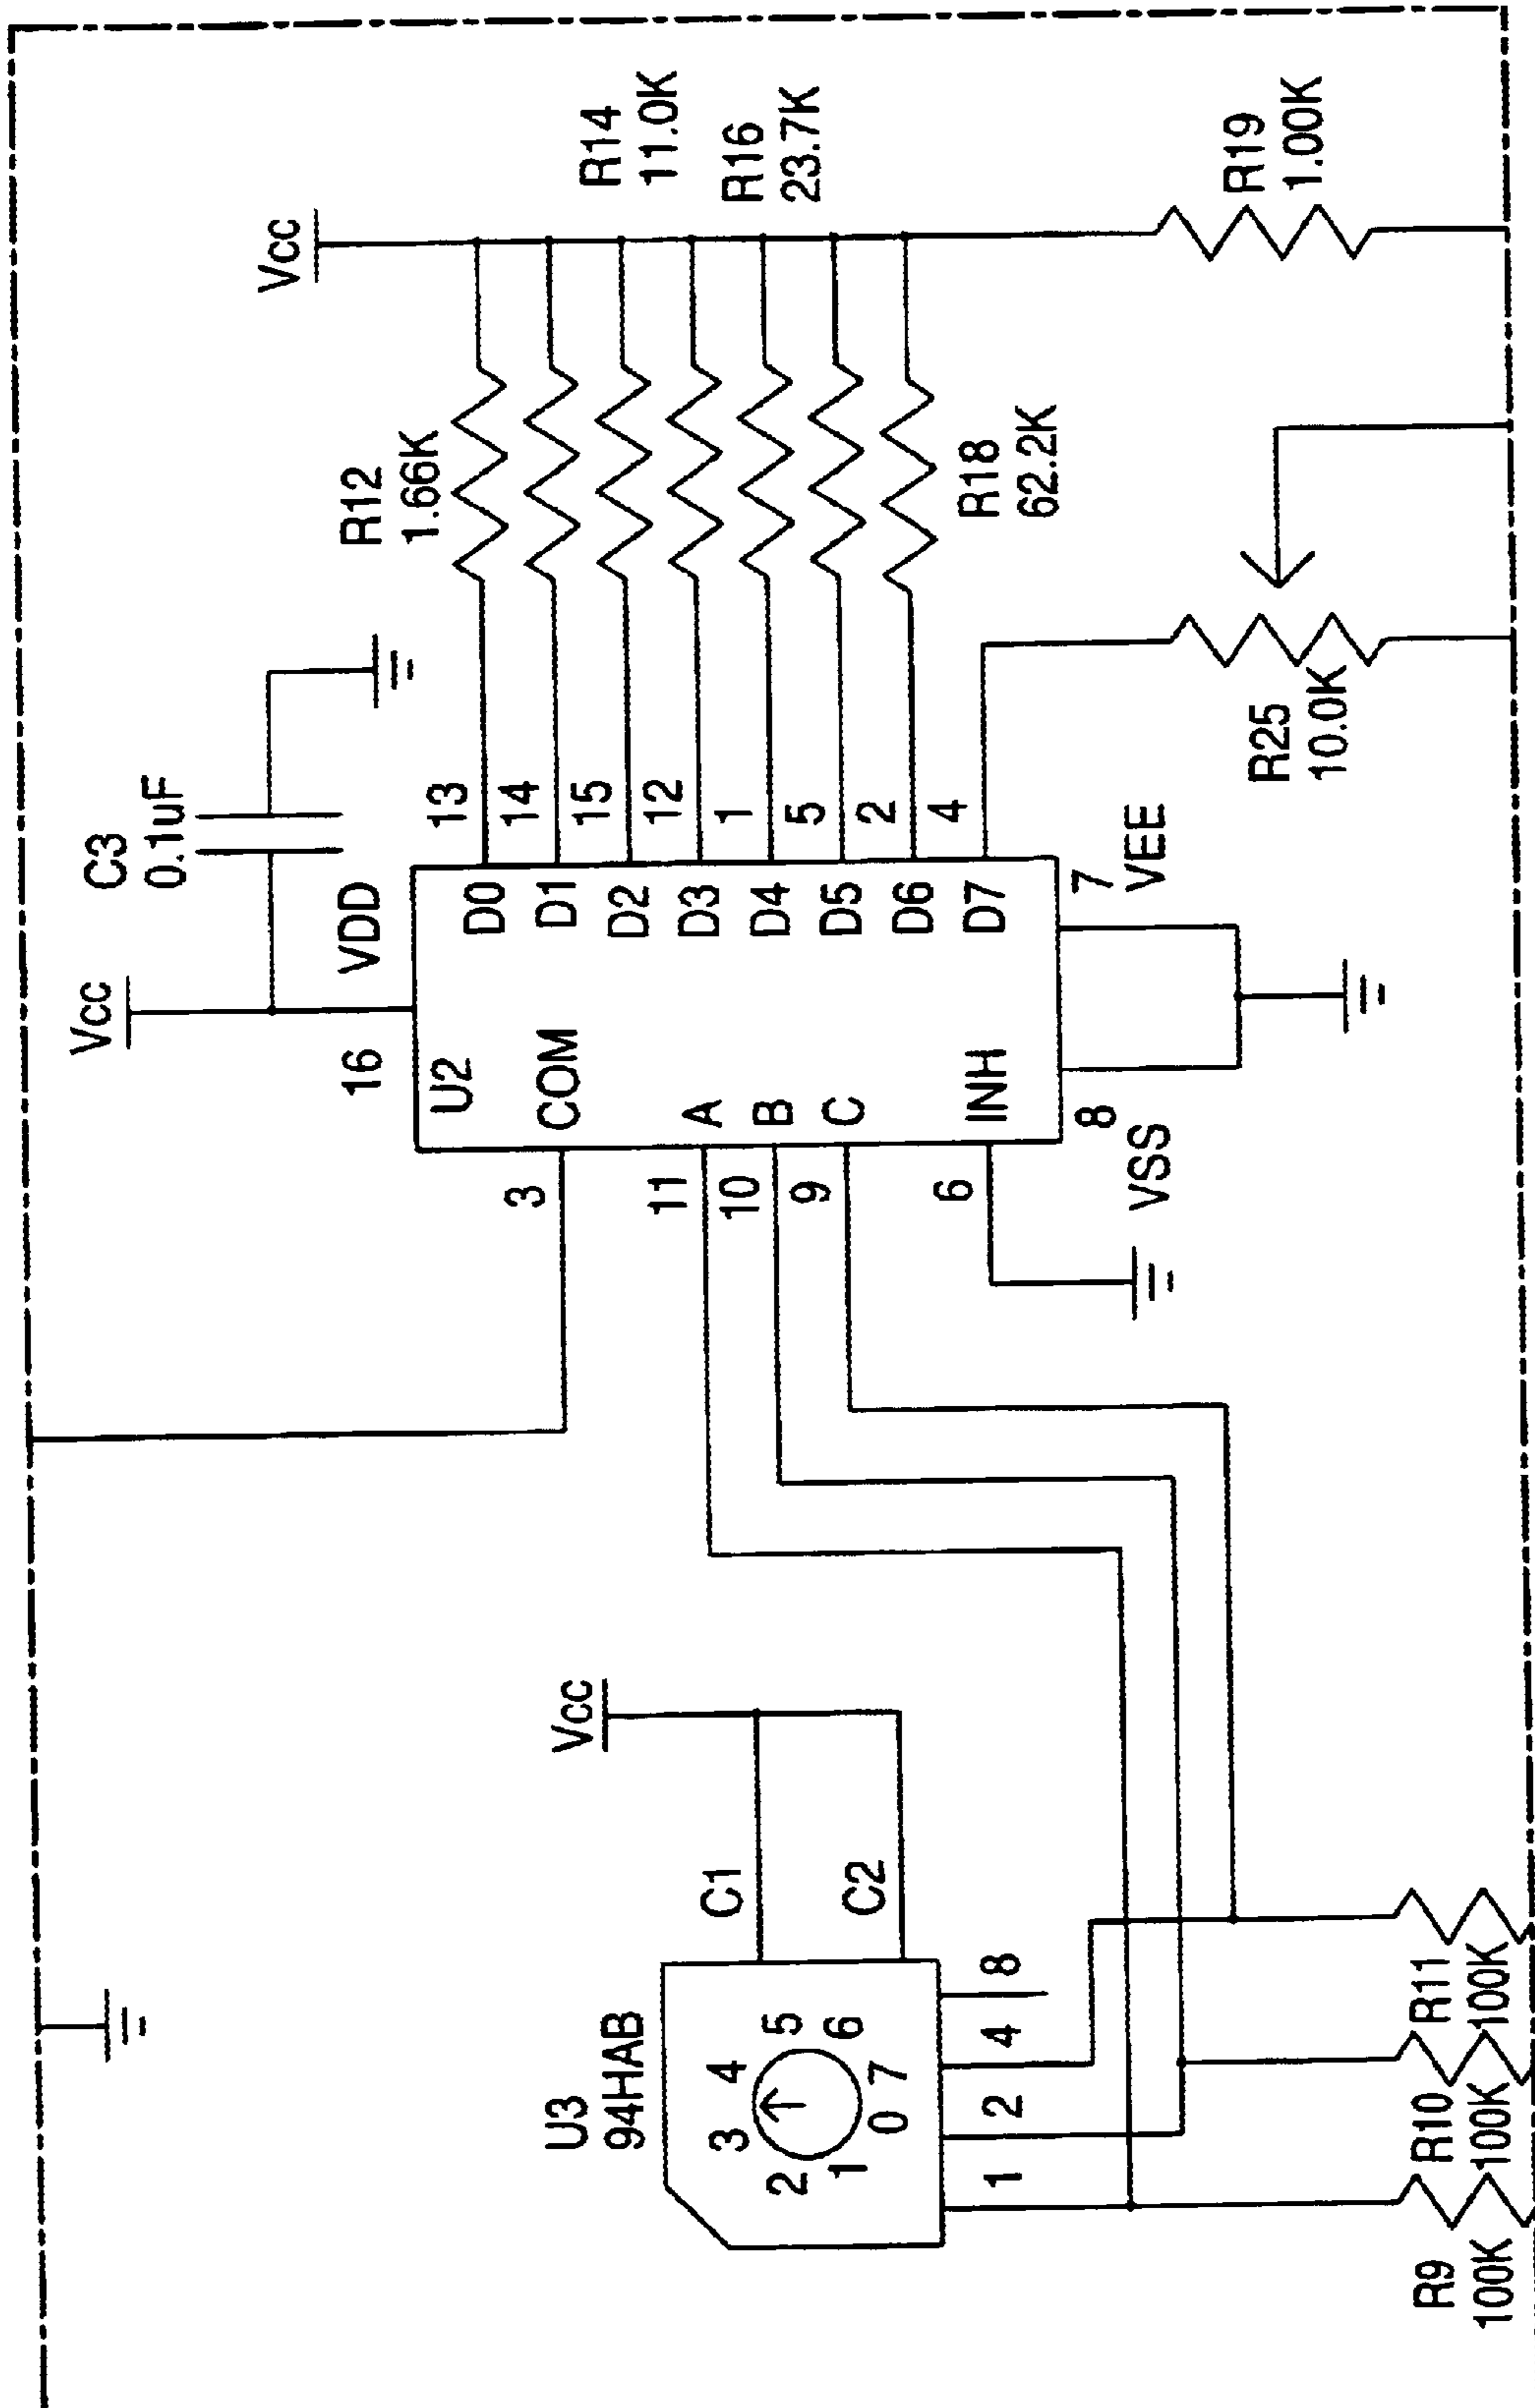 Vcc
C3
0.1uF
16
VDD
U2
COM
3
A
11
B
10
C
9
INH
6
8
VSS
7
VEE
D0
13
D1
14
D2
15
D3
12
D4
1
D5
5
D6
2
D7
4
R12
1.66K
Vcc
R14
11.0K
R16
23.7K
R18
62.2K
R19
1.00K
R25
10.0K
U3
94HAB
2
3
4
5
1
0
7
6
C1
C2
Vcc
1
2
4
8
R9
100K
R10
100K
R11
100K